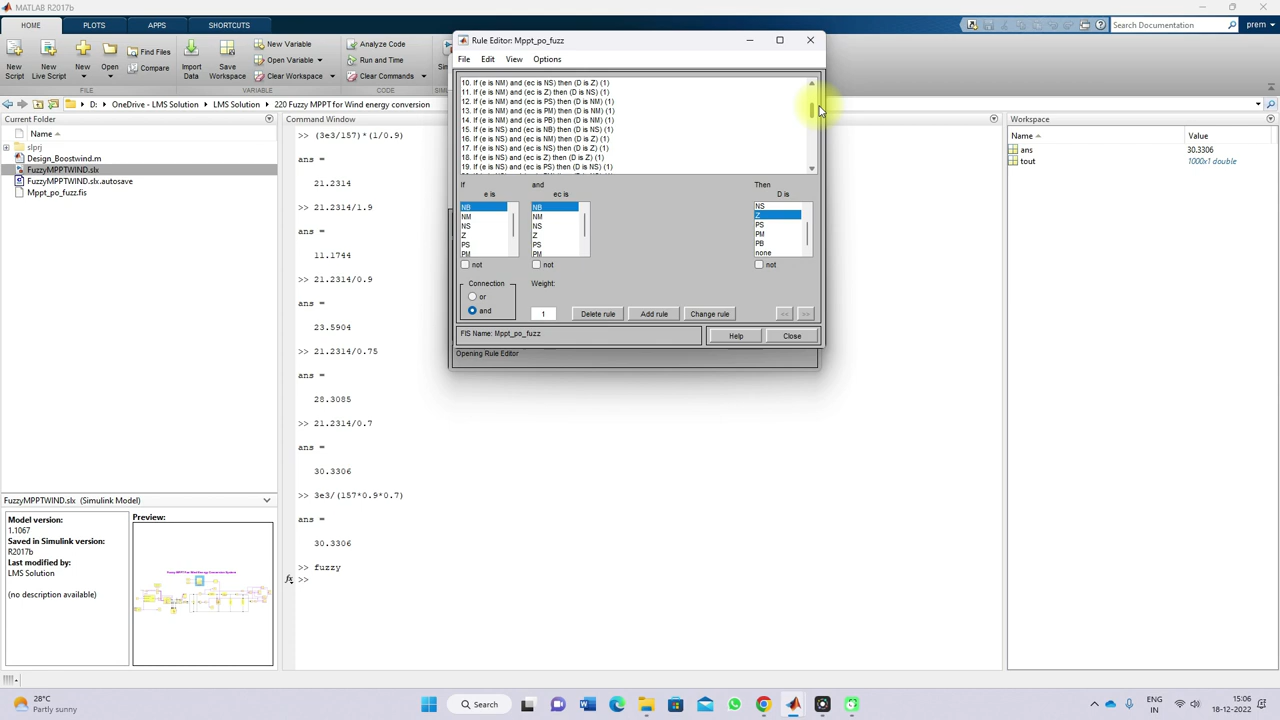 MATLAB R2017b
HOME PLOTS APPS SHORTCUTS
Search Documentation prem
New Script
New Live Script
New
Open
Find Files
Compare
Import Data
Save Workspace
New Variable
Open Variable
Clear Workspace
Analyze Code
Run and Time
Clear Commands
FILE VARIABLE CODE
D: OneDrive - LMS Solution LMS Solution 220 Fuzzy MPPT for Wind energy conversion
Current Folder
Name
slprj
Design_Boostwind.m
FuzzyMPPTWIND.slx
FuzzyMPPTWIND.slx.autosave
Mppt_po_fuzz.fis
FuzzyMPPTWIND.slx (Simulink Model)
Model version:
1.1067
Saved in Simulink version:
R2017b
Last modified by:
LMS Solution
(no description available)
Preview:
Command Window
>> (3e3/157)*(1/0.9)
ans =
21.2314
>> 21.2314/1.9
ans =
11.1744
>> 21.2314/0.9
ans =
23.5904
>> 21.2314/0.75
ans =
28.3085
>> 21.2314/0.7
ans =
30.3306
>> 3e3/(157*0.9*0.7)
ans =
30.3306
>> fuzzy
fx >>
Rule Editor: Mppt_po_fuzz
File Edit View Options
10. If (e is NM) and (ec is NS) then (D is Z) (1)
11. If (e is NM) and (ec is Z) then (D is NS) (1)
12. If (e is NM) and (ec is PS) then (D is NM) (1)
13. If (e is NM) and (ec is PM) then (D is NM) (1)
14. If (e is NM) and (ec is PB) then (D is NM) (1)
15. If (e is NS) and (ec is NB) then (D is NS) (1)
16. If (e is NS) and (ec is NM) then (D is Z) (1)
17. If (e is NS) and (ec is NS) then (D is NS) (1)
18. If (e is NS) and (ec is Z) then (D is Z) (1)
19. If (e is NS) and (ec is PS) then (D is NS) (1)
If and Then
e is ec is D is
NB NB NS
NM NM Z
NS NS PS
Z Z PM
PS PS PB
PM PM none
not not not
Connection
or
and
Weight:
1 Delete rule Add rule Change rule << >>
FIS Name: Mppt_po_fuzz
Help Close
Opening Rule Editor
Workspace
Name Value
ans 30.3306
tout 1000x1 double
28°C
Partly sunny
Search
ENG
IN
15:06
18-12-2022